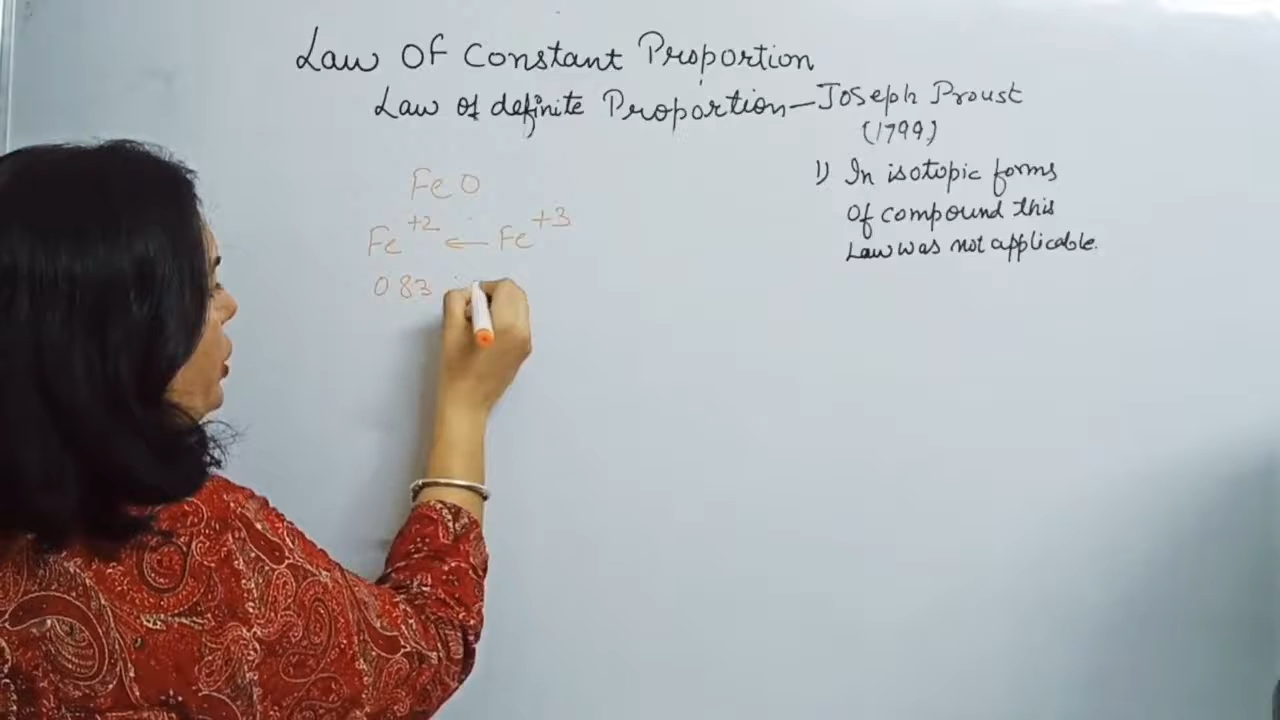 Law Of Constant Proportion
Law of definite Proportion – Joseph Proust
(1799)
1) In isotopic forms
Of compound this
Law was not applicable.
FeO
Fe+2 ← Fe+3
0 83